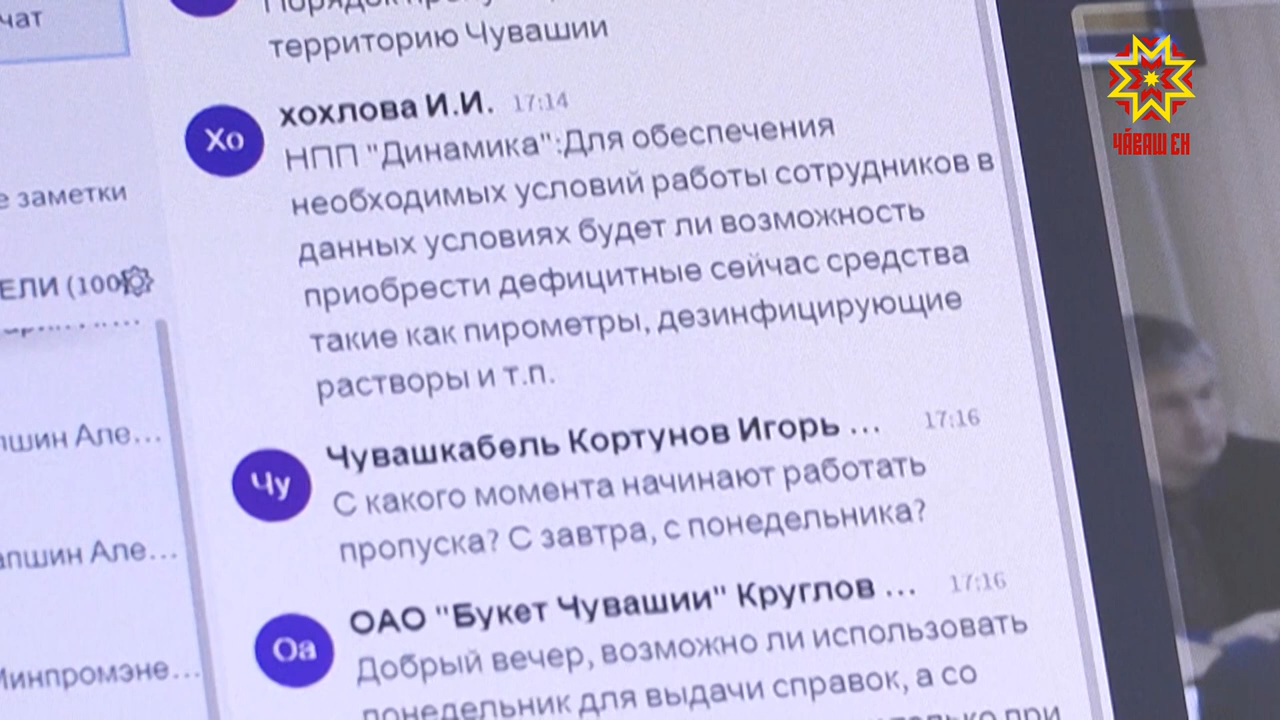 чат
территорию Чувашии
хохлова И.И. 17:14
Хо
НПП "Динамика":Для обеспечения
необходимых условий работы сотрудников в
данных условиях будет ли возможность
приобрести дефицитные сейчас средства
такие как пирометры, дезинфицирующие
растворы и т.п.
Чувашкабель Кортунов Игорь ... 17:16
Чу
С какого момента начинают работать
пропуска? С завтра, с понедельника?
ОАО "Букет Чувашии" Круглов ... 17:16
Оа
Добрый вечер, возможно ли использовать
понедельник для выдачи справок, а со
заметки
ЕЛИ (100
Але...
Але...
Минпромэне...
ЧӐВАШ ЕН